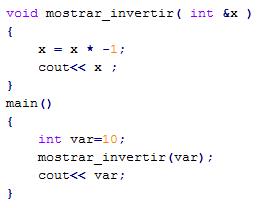 void mostrar_invertir( int &x )
{
x = x * -1;
cout<< x ;
}
main()
{
int var=10;
mostrar_invertir(var);
cout<< var;
}